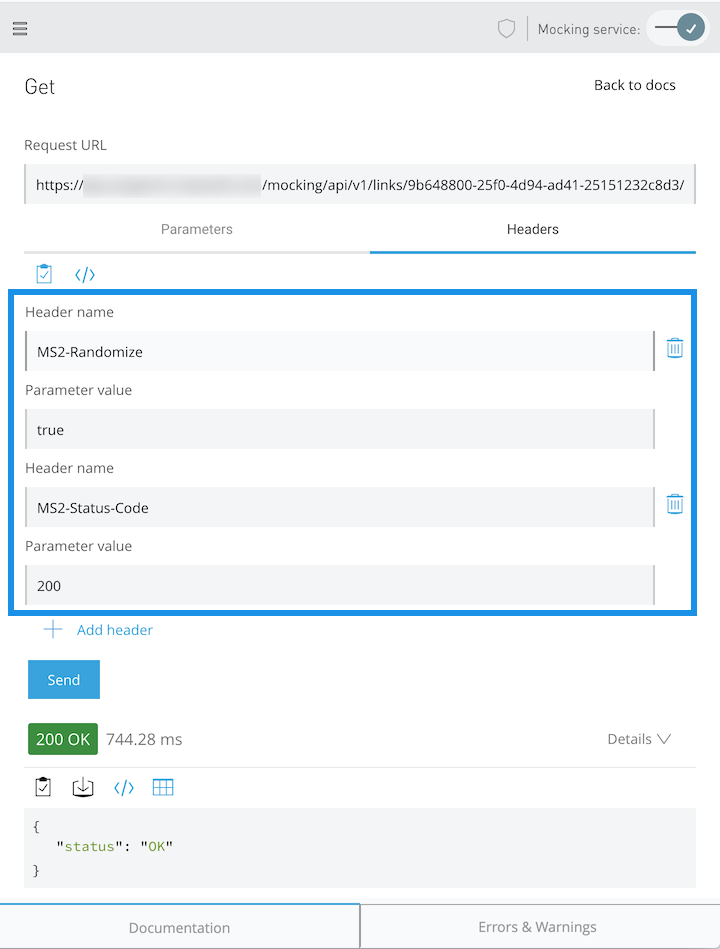 Mocking service:
Get
Back to docs
Request URL
https:// /mocking/api/v1/links/9b648800-25f0-4d94-ad41-25151232c8d3/
Parameters Headers
Header name
MS2-Randomize
Parameter value
true
Header name
MS2-Status-Code
Parameter value
200
Add header
Send
200 OK 744.28 ms Details
{
"status": "OK"
}
Documentation Errors & Warnings